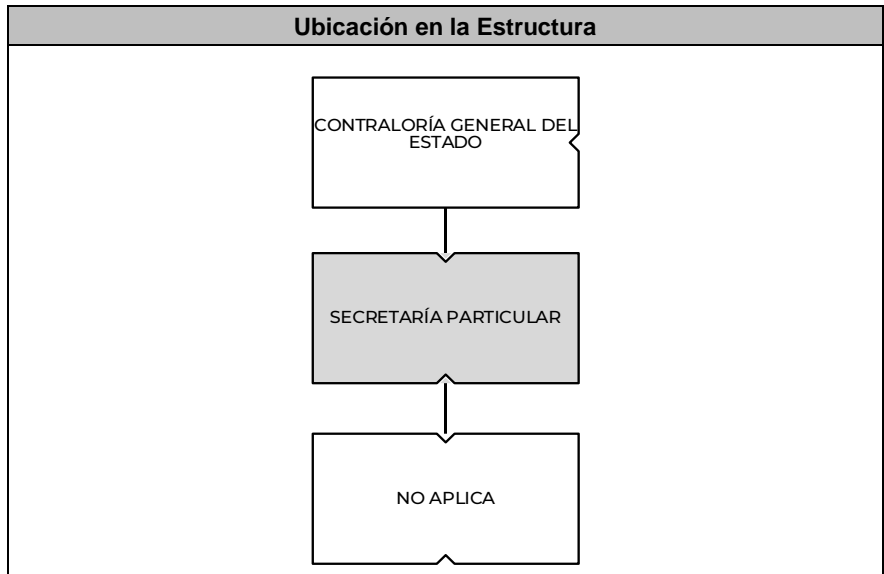 Ubicación en la Estructura
CONTRALORÍA GENERAL DEL
ESTADO
SECRETARÍA PARTICULAR
NO APLICA